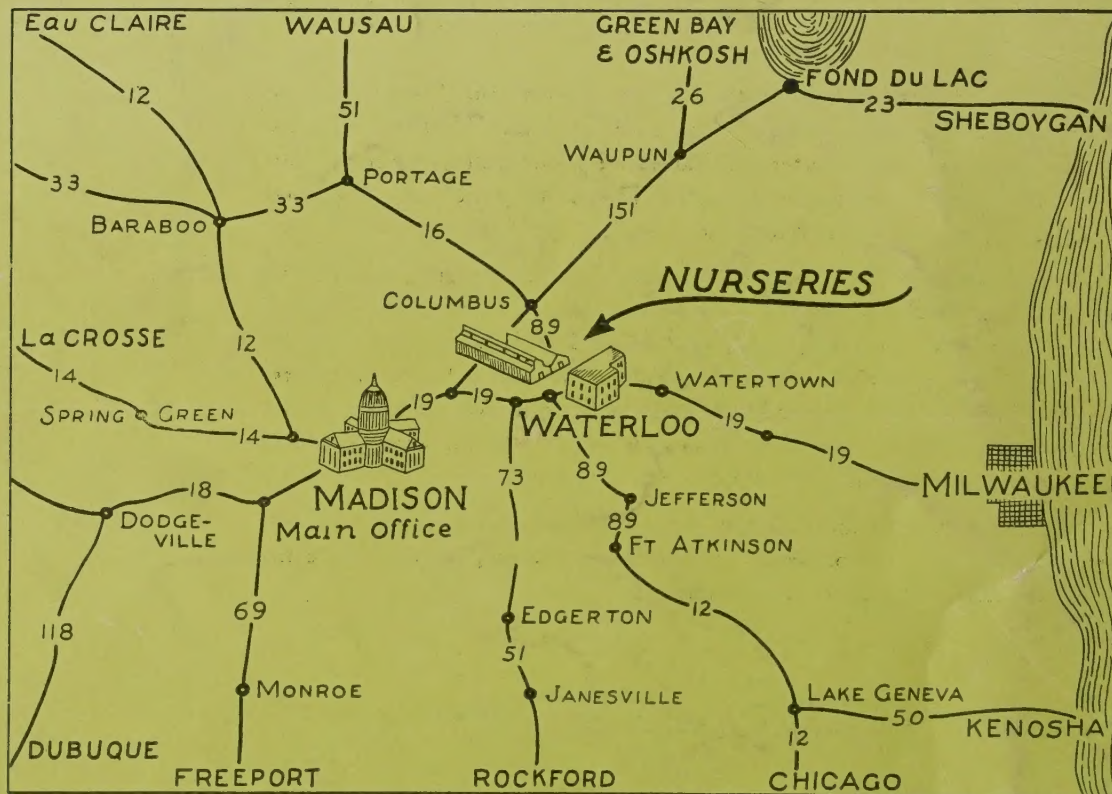 Eau CLAIRE
WAUSAU
GREEN BAY
& OSHKOSH
FOND DU LAC
12
51
26
23
SHEBOYGAN
WAUPUN
33
33
PORTAGE
BARABOO
16
151
NURSERIES
COLUMBUS
89
La CROSSE
12
14
WATERTOWN
SPRING GREEN
14
19
19
WATERLOO
19
19
MILWAUKEE
73
89
18
MADISON
Main Office
JEFFERSON
DODGE-
VILLE
89
FT ATKINSON
69
12
118
EDGERTON
51
MONROE
JANESVILLE
LAKE GENEVA
50
KENOSHA
12
DUBUQUE
FREEPORT
ROCKFORD
CHICAGO